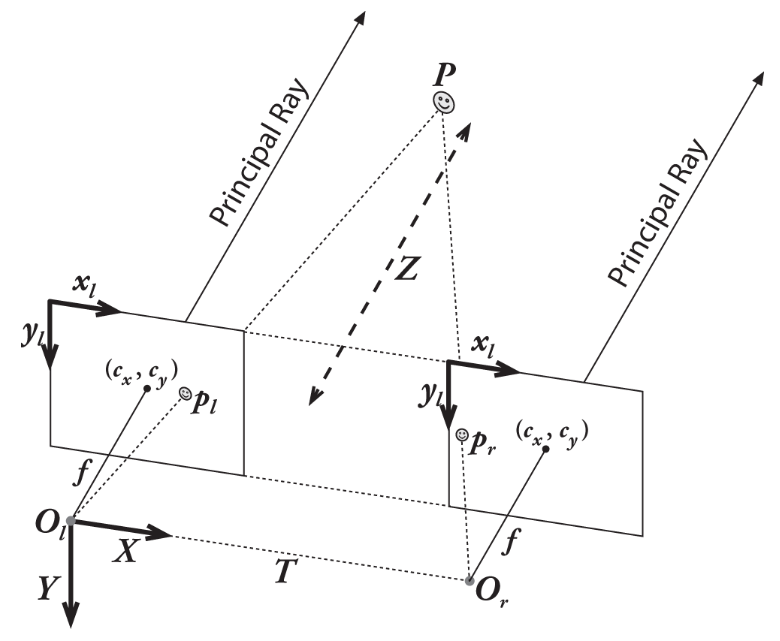 Principal Ray
P
Principal Ray
Z
x_l
y_l
(c_x, c_y)
p_l
x_l
y_l
p_r
(c_x, c_y)
f
O_l
X
Y
T
f
O_r